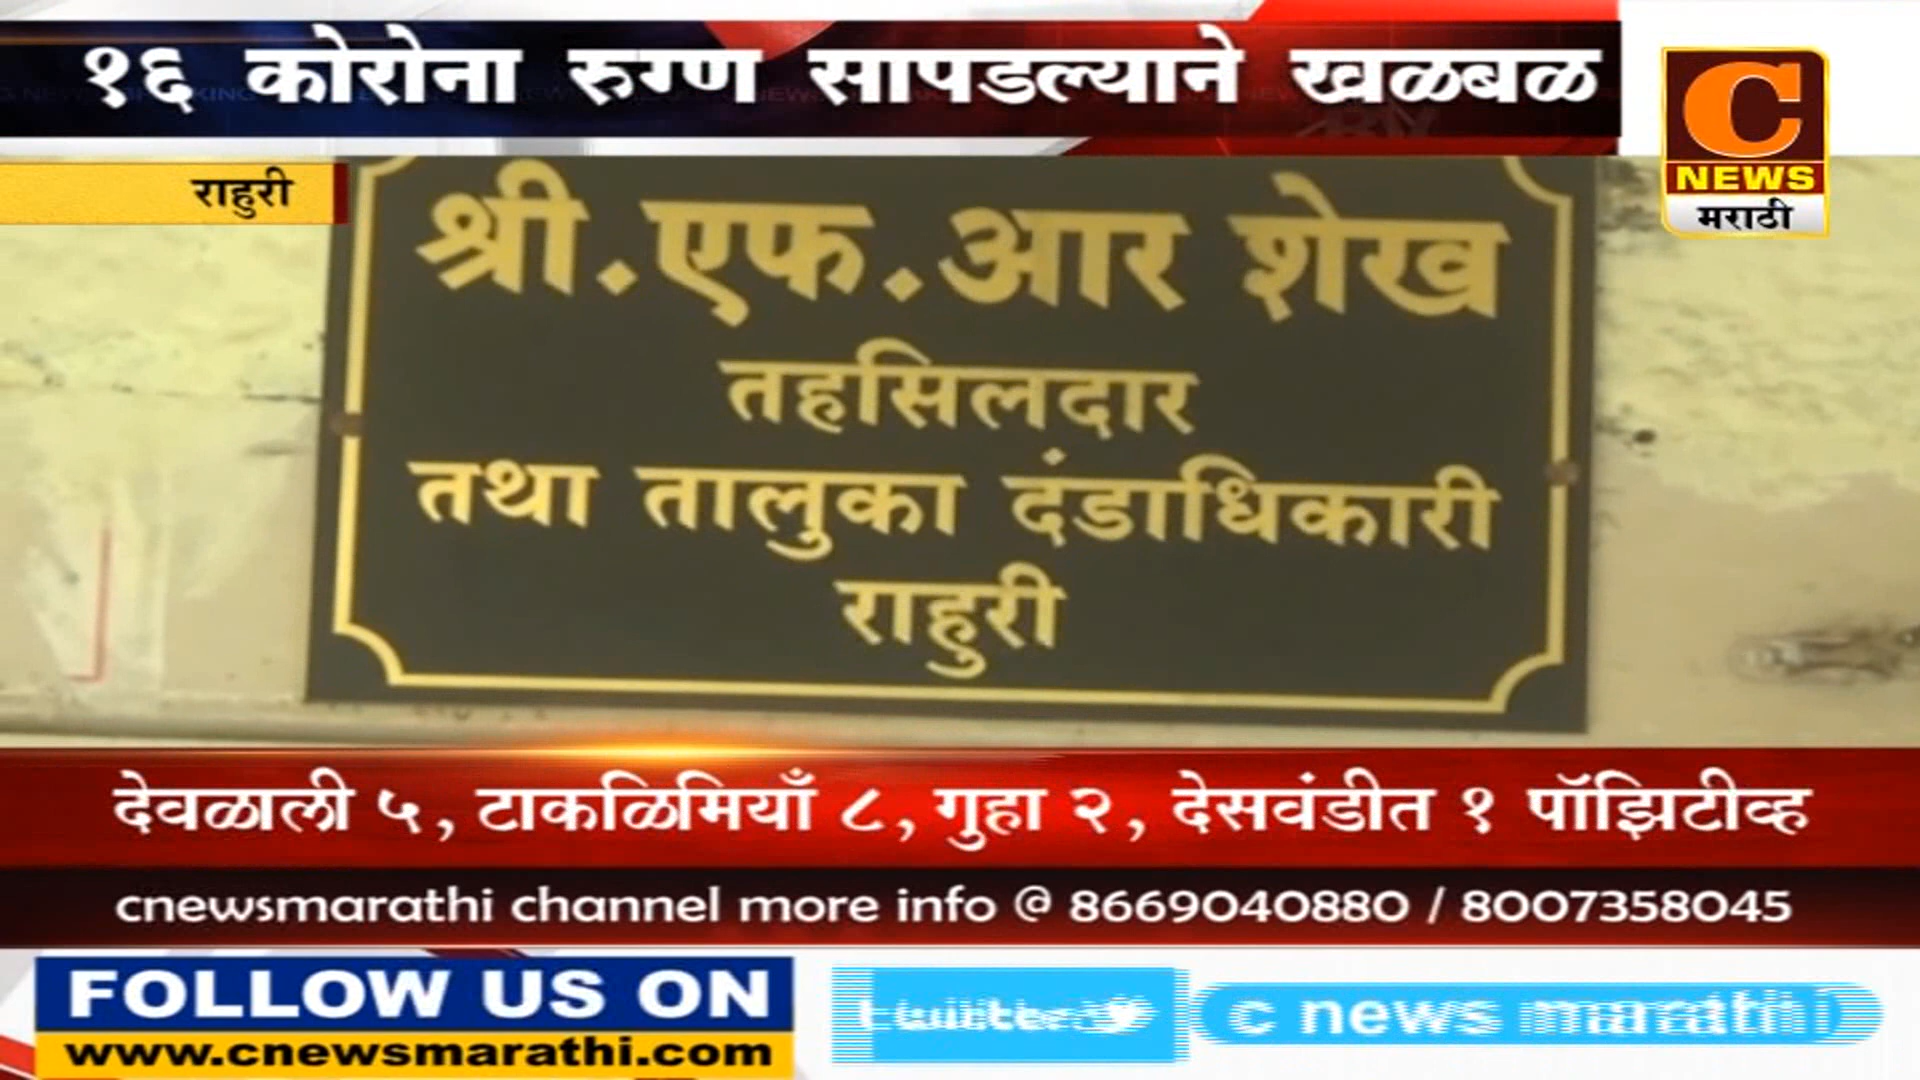 १६ कोरोना रुग्ण सापडल्याने खळबळ
C
NEWS
मराठी
राहुरी
श्री.एफ.आर शेख
तहसिलदार
तथा तालुका दंडाधिकारी
राहुरी
देवळाली ५, टाकळिमियाँ ८, गुहा २, देसवंडीत १ पॉझिटीव्ह
cnewsmarathi channel more info @ 8669040880 / 8007358045
FOLLOW US ON
www.cnewsmarathi.com
c news marathi